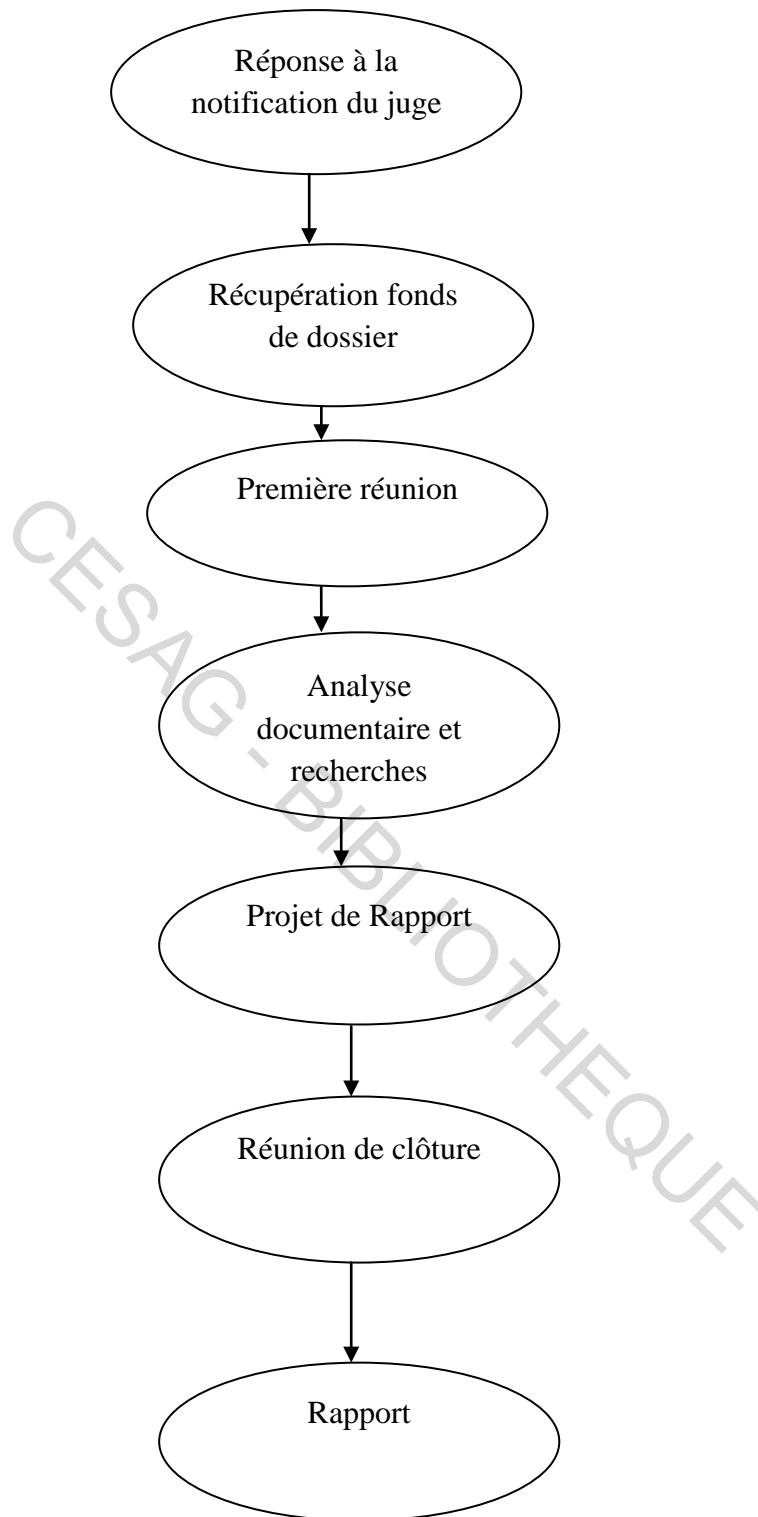 Réponse à la
notification du juge
Récupération fonds
de dossier
Première réunion
Analyse
documentaire et
recherches
Projet de Rapport
Réunion de clôture
Rapport
CESAG - BIBLIOTHEQUE